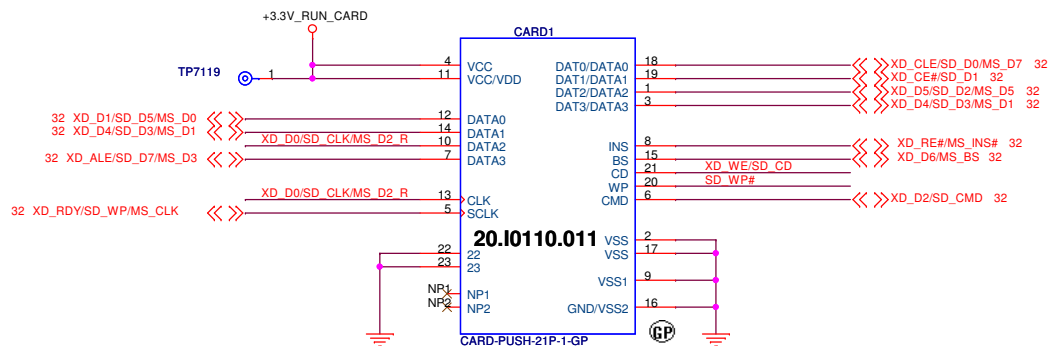 +3.3V_RUN_CARD
CARD1
TP7119
1
4 VCC
11 VCC/VDD
DAT0/DATA0 18 XD_CLE/SD_D0/MS_D7 32
DAT1/DATA1 19 XD_CE#/SD_D1 32
DAT2/DATA2 1 XD_D5/SD_D2/MS_D5 32
DAT3/DATA3 3 XD_D4/SD_D3/MS_D1 32
32 XD_D1/SD_D5/MS_D0 12 DATA0
32 XD_D4/SD_D3/MS_D1 14 DATA1
XD_D0/SD_CLK/MS_D2_R 10 DATA2
32 XD_ALE/SD_D7/MS_D3 7 DATA3
INS 8 XD_RE#/MS_INS# 32
BS 15 XD_D6/MS_BS 32
CD 21 XD_WE/SD_CD
WP 20 SD_WP#
CMD 6 XD_D2/SD_CMD 32
XD_D0/SD_CLK/MS_D2_R 13 CLK
32 XD_RDY/SD_WP/MS_CLK 5 SCLK
20.I0110.011
VSS 2
VSS 17
22 22
23 23
VSS1 9
NP1 NP1
NP2 NP2
GND/VSS2 16
GP
CARD-PUSH-21P-1-GP